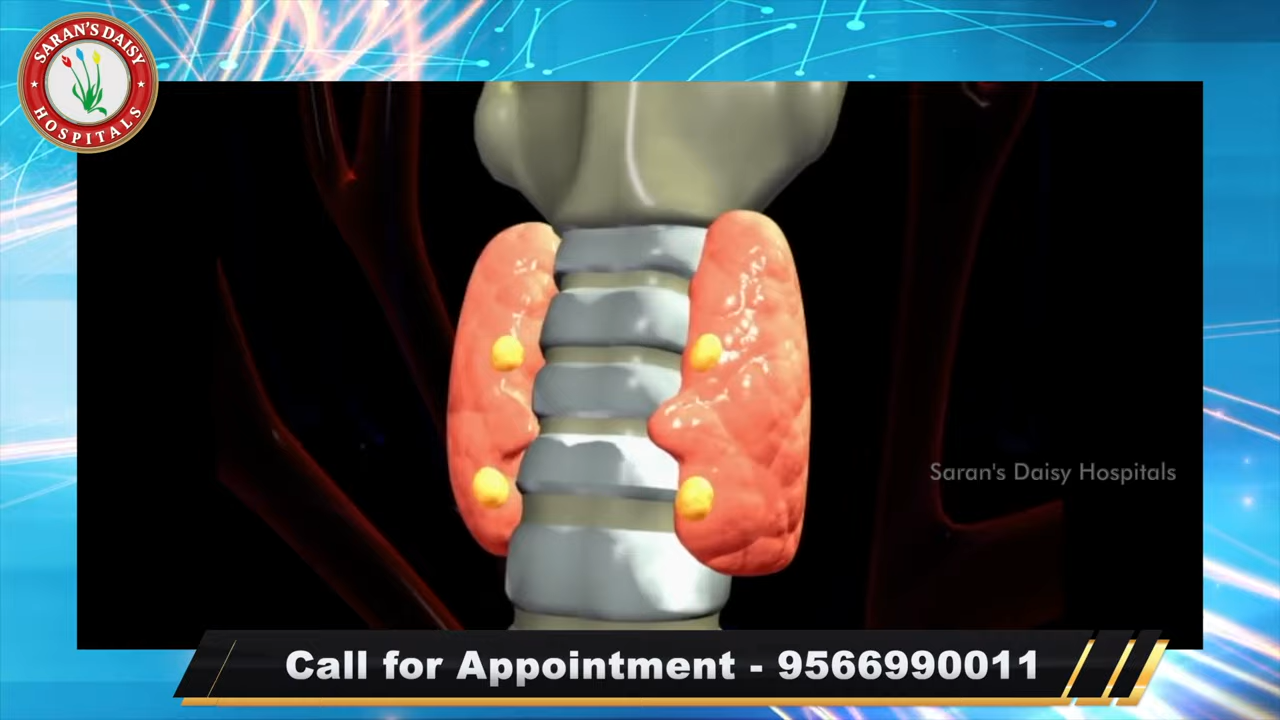 SARAN'S DAISY
HOSPITALS
Saran's Daisy Hospitals
Call for Appointment - 9566990011